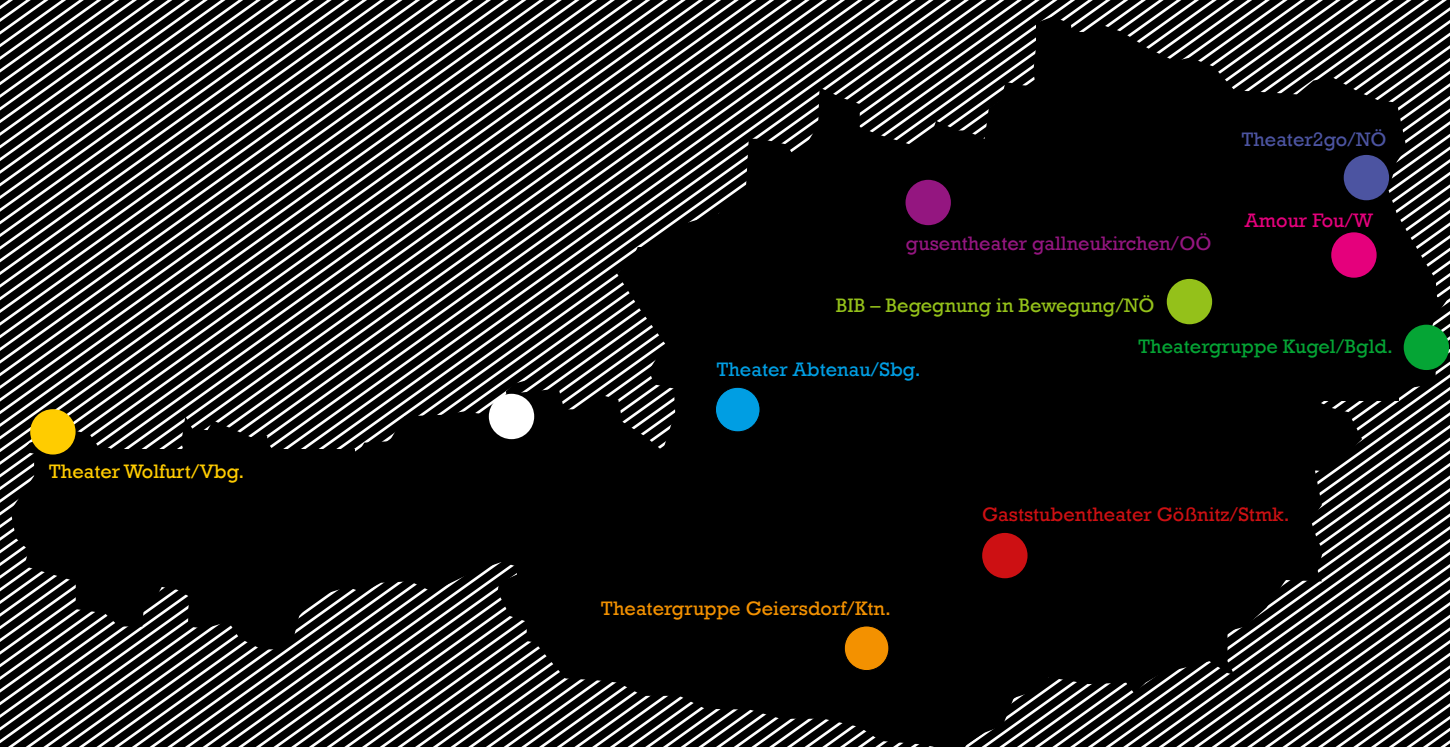 Theater2go/NÖ
Amour Fou/W
gusentheater gallneukirchen/OÖ
BIB – Begegnung in Bewegung/NÖ
Theatergruppe Kugel/Bgld.
Theater Abtenau/Sbg.
Theater Wolfurt/Vbg.
Gaststubentheater Gößnitz/Stmk.
Theatergruppe Geiersdorf/Ktn.